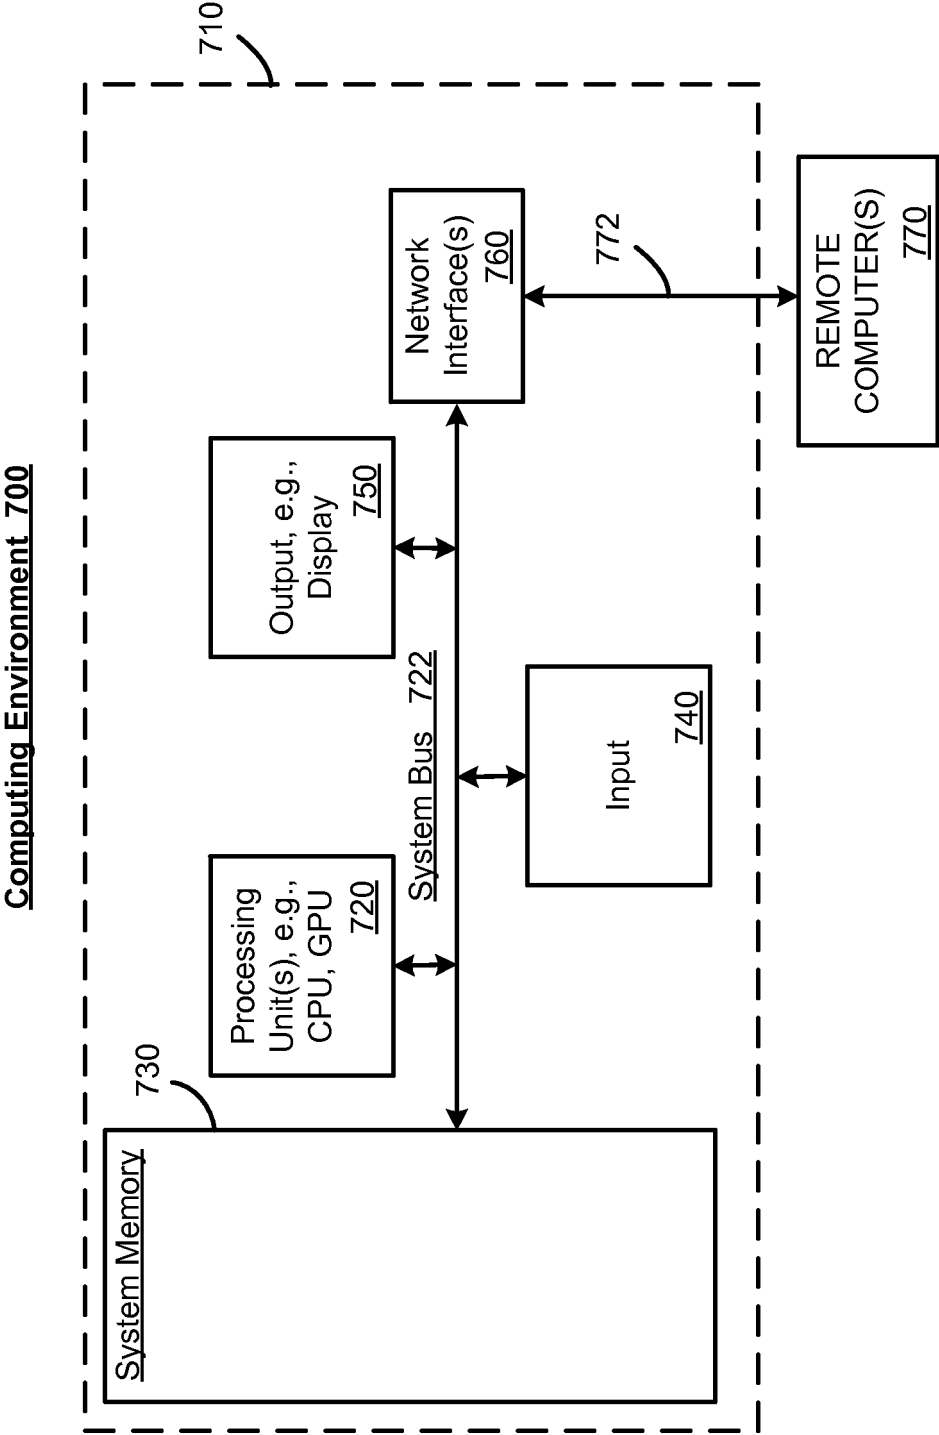 Computing Environment 700
710
System Memory
730
Processing
Unit(s), e.g.,
CPU, GPU
720
Output, e.g.,
Display
750
System Bus 722
Network
Interface(s)
760
Input
740
772
REMOTE
COMPUTER(S)
770